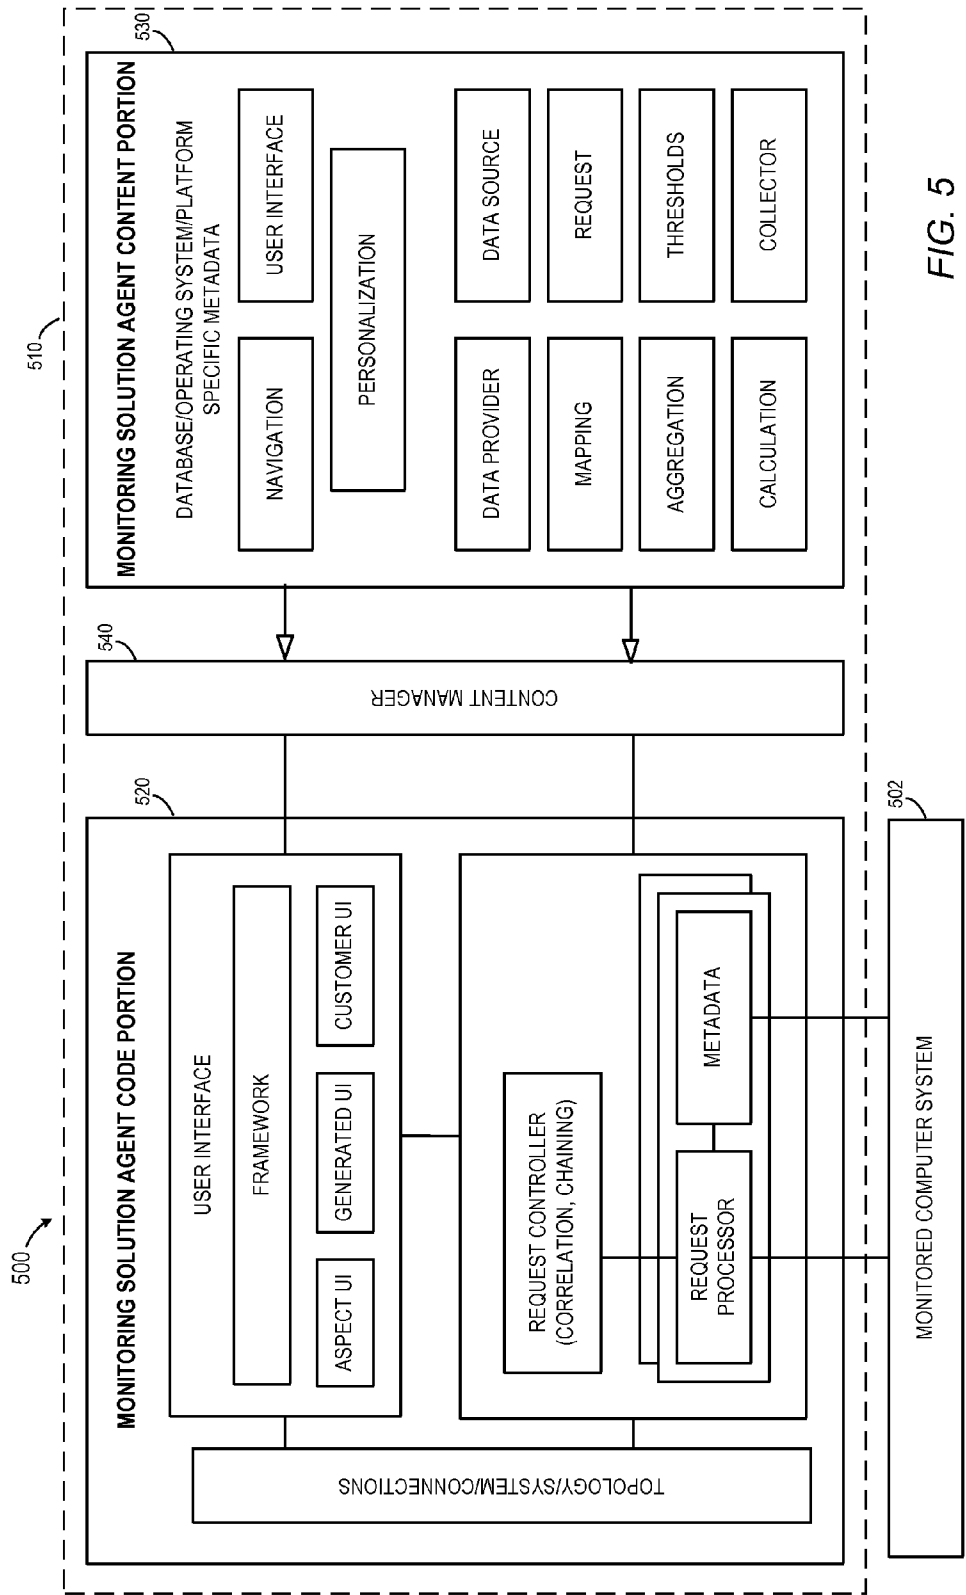 500
510
MONITORING SOLUTION AGENT CODE PORTION
520
USER INTERFACE
FRAMEWORK
ASPECT UI
GENERATED UI
CUSTOMER UI
TOPOLOGY/SYSTEM/CONNECTIONS
REQUEST CONTROLLER
(CORRELATION, CHAINING)
REQUEST
PROCESSOR
METADATA
540
CONTENT MANAGER
530
MONITORING SOLUTION AGENT CONTENT PORTION
DATABASE/OPERATING SYSTEM/PLATFORM
SPECIFIC METADATA
NAVIGATION
USER INTERFACE
PERSONALIZATION
DATA PROVIDER
DATA SOURCE
MAPPING
REQUEST
AGGREGATION
THRESHOLDS
CALCULATION
COLLECTOR
502
MONITORED COMPUTER SYSTEM
FIG. 5